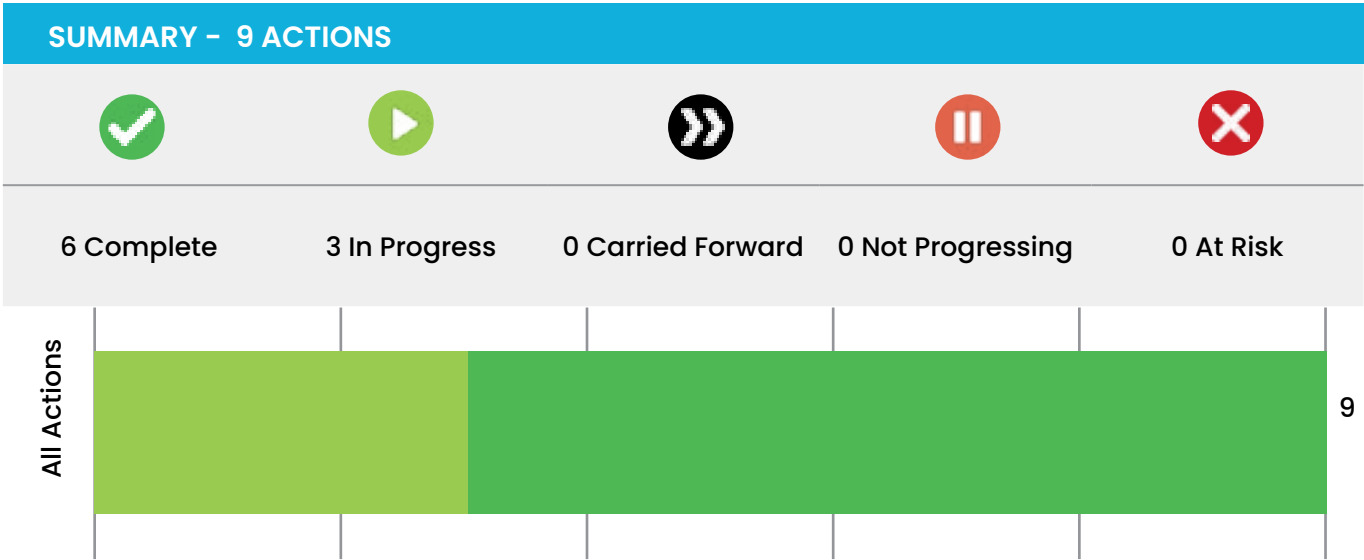 SUMMARY - 9 ACTIONS
6 Complete
3 In Progress
0 Carried Forward
0 Not Progressing
0 At Risk
All Actions
9